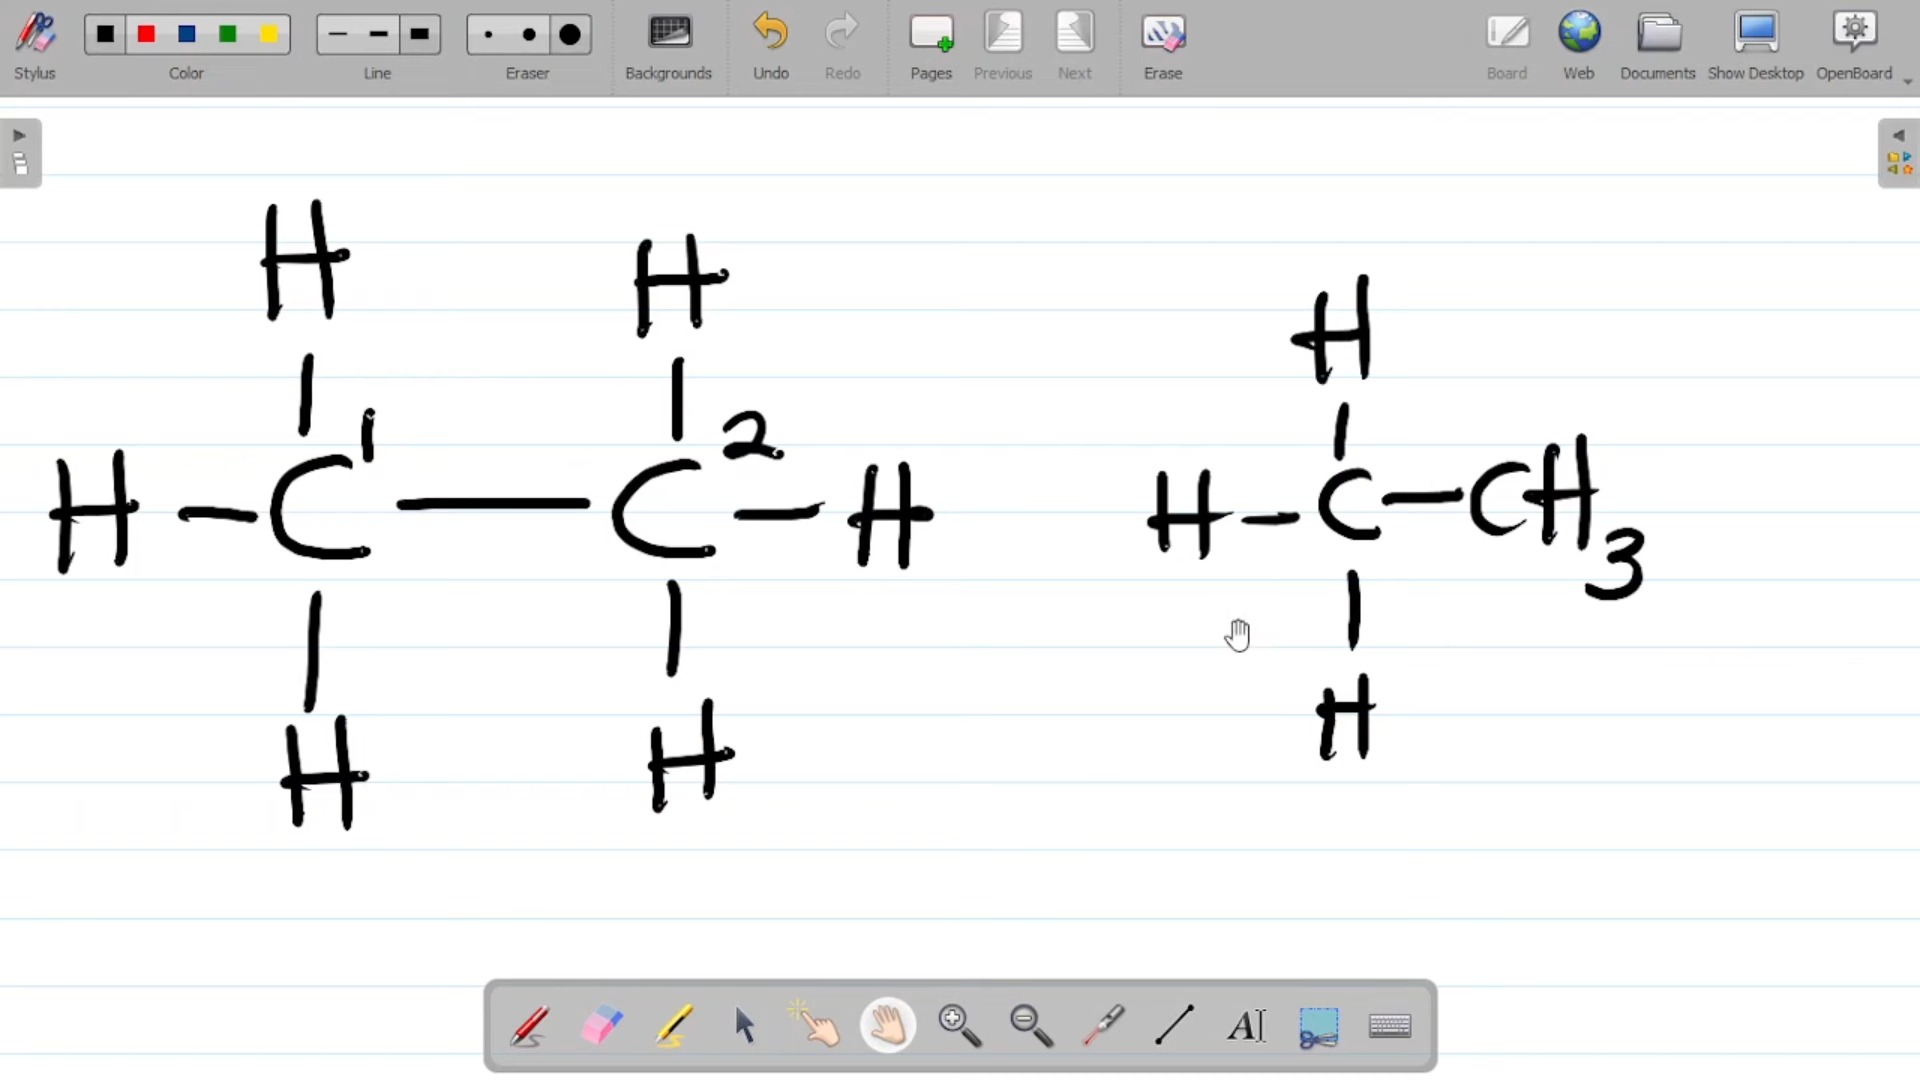 Stylus Color Line Eraser Backgrounds Undo Redo Pages Previous Next Erase Board Web Documents Show Desktop OpenBoard
H H H
H - C 1 — C 2 - H H - C - CH3
H H H
A